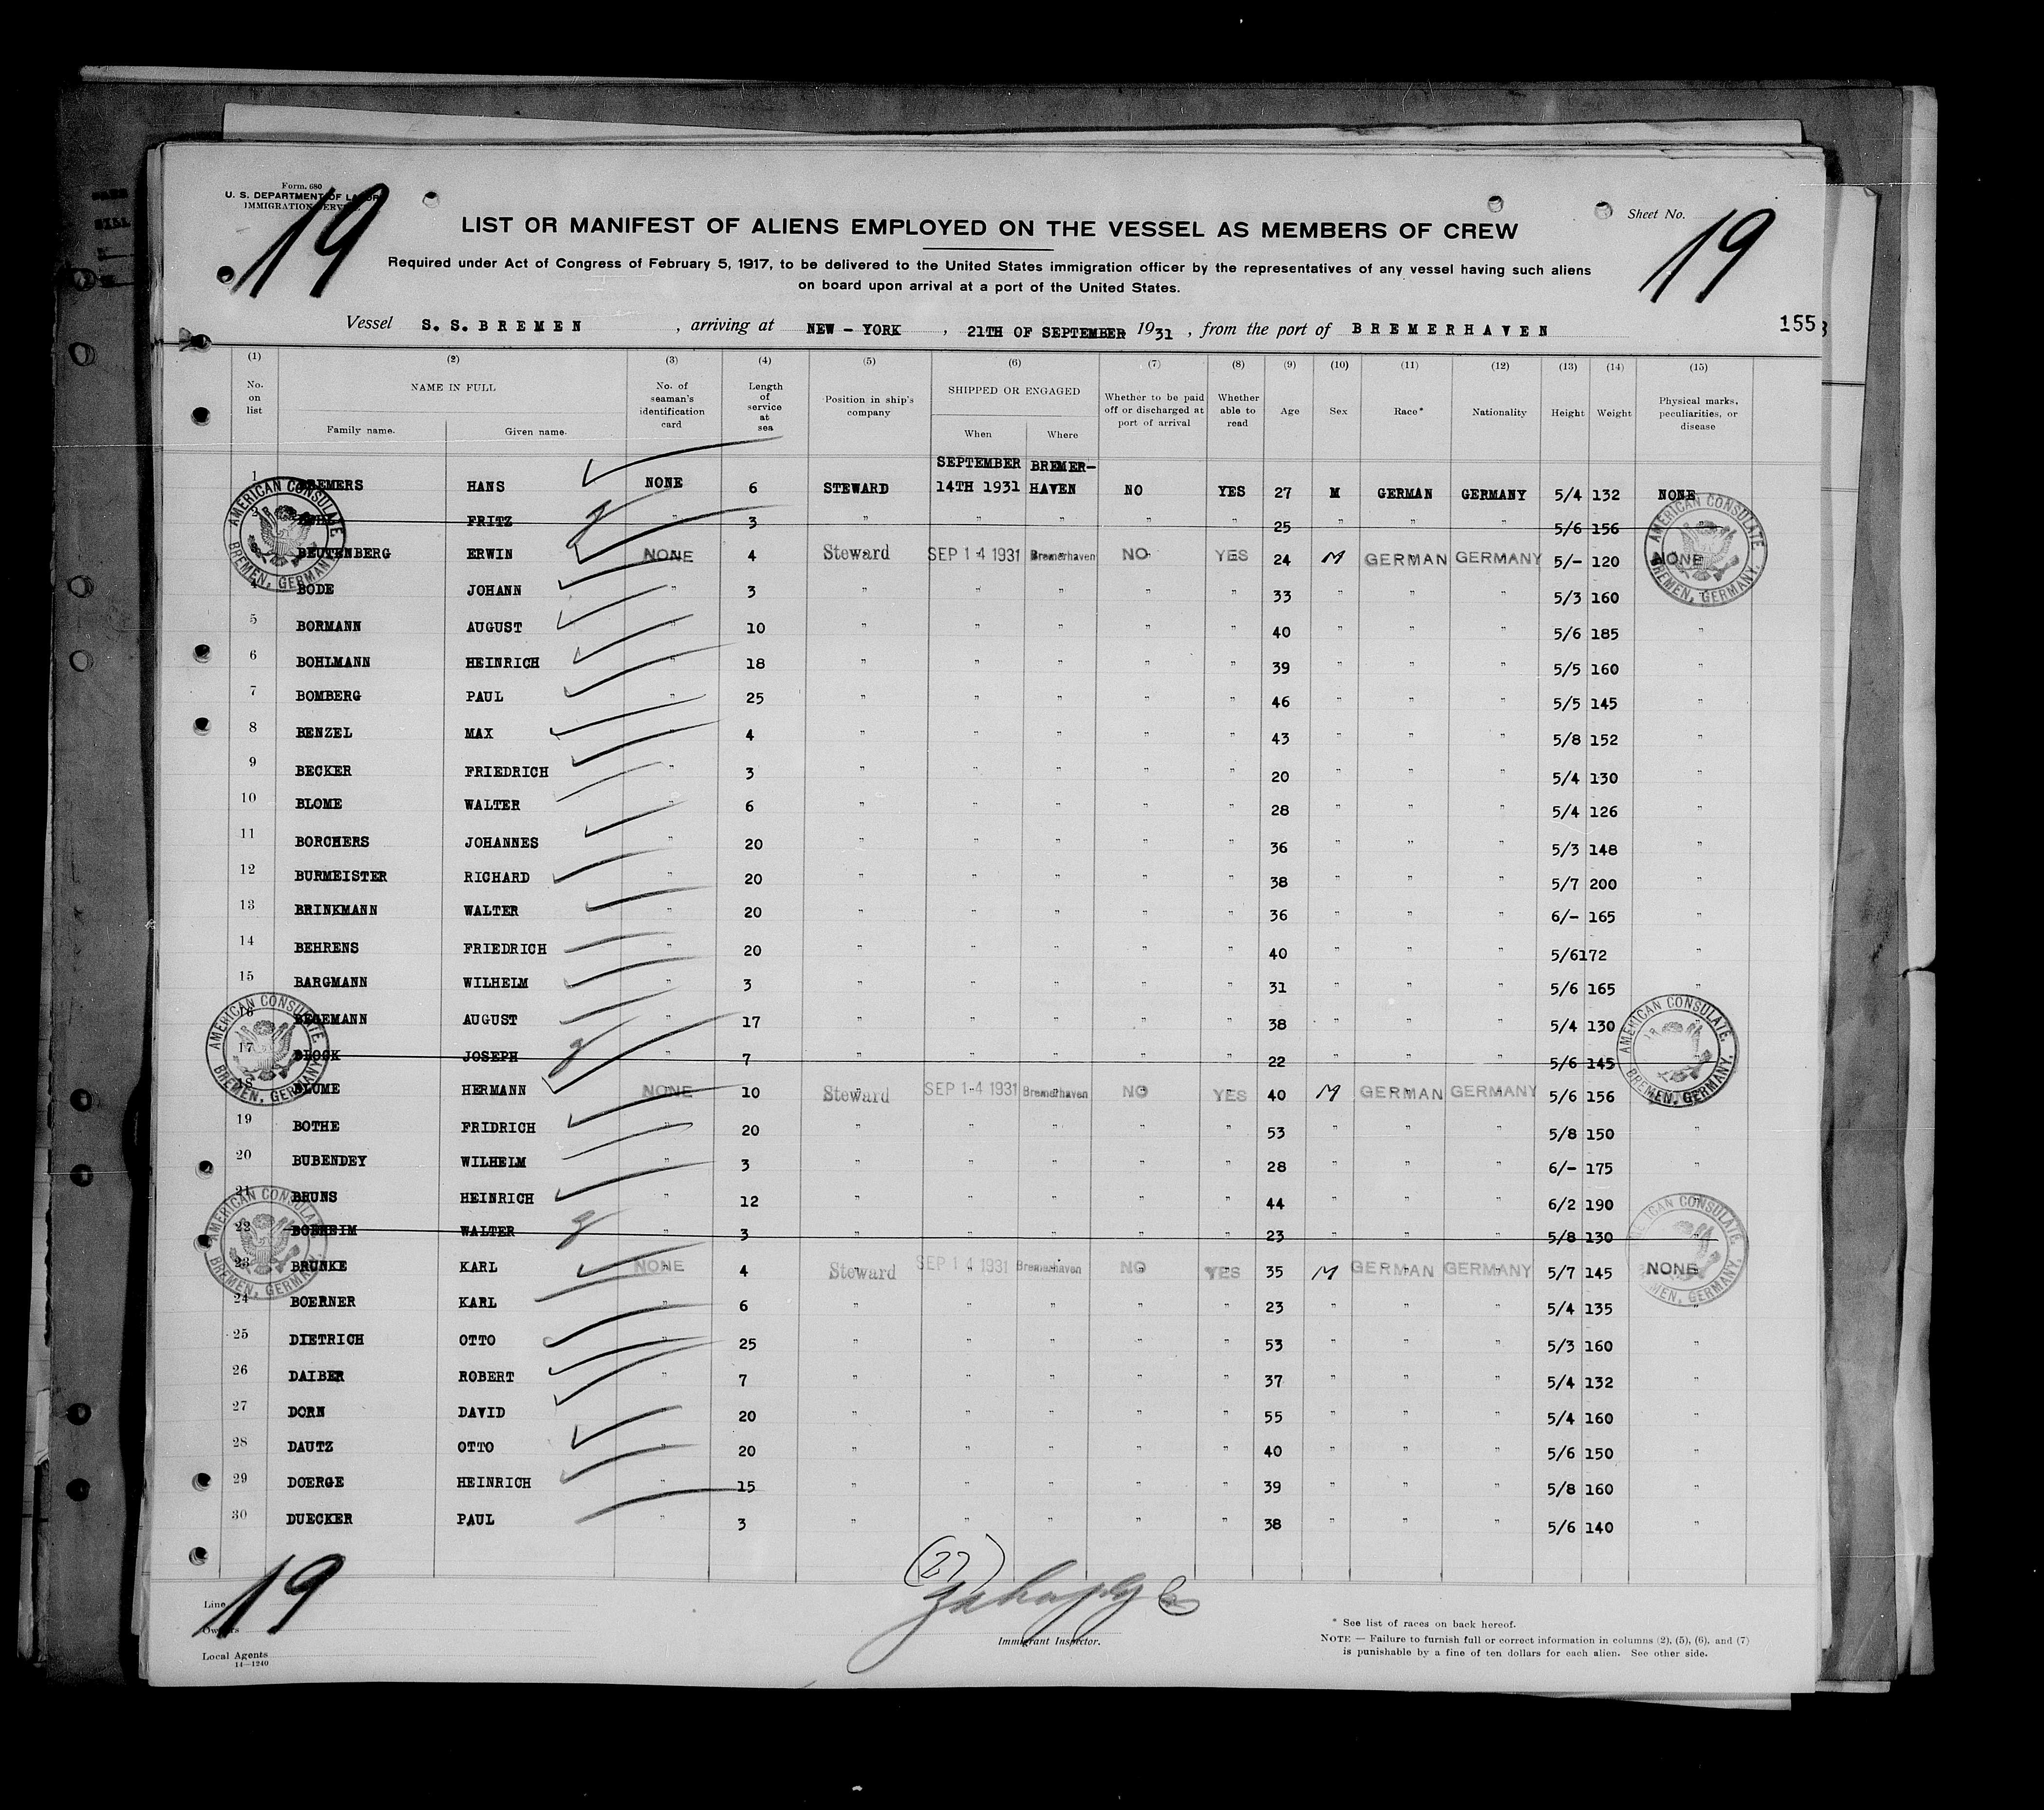 Form. 680
U. S. DEPARTMENT OF LABOR
IMMIGRATION SERVICE
19
Sheet No. 19
LIST OR MANIFEST OF ALIENS EMPLOYED ON THE VESSEL AS MEMBERS OF CREW
Required under Act of Congress of February 5, 1917, to be delivered to the United States immigration officer by the representatives of any vessel having such aliens
on board upon arrival at a port of the United States.
Vessel S. S. BREMEN , arriving at NEW - YORK , 21TH OF SEPTEMBER 1931 , from the port of BREMERHAVEN
155
(1) (2) (3) (4) (5) (6) (7) (8) (9) (10) (11) (12) (13) (14) (15)
No. on list NAME IN FULL Family name. Given name. No. of seaman's identification card Length of service at sea Position in ship's company SHIPPED OR ENGAGED When Where Whether to be paid off or discharged at port of arrival Whether able to read Age Sex Race* Nationality Height Weight Physical marks, peculiarities, or disease
SEPTEMBER BREMER-
1 BREMERS HANS NONE 6 STEWARD 14TH 1931 HAVEN NO YES 27 M GERMAN GERMANY 5/4 132 NONE
2 FRITZ 3 " " " " " 25 " " " 5/6 156
BEUTENBERG ERWIN NONE 4 Steward SEP 14 1931 Bremerhaven NO YES 24 M GERMAN GERMANY 5/- 120 NONE
4 BODE JOHANN " 3 " " " " " 33 " " " 5/3 160 "
5 BORMANN AUGUST " 10 " " " " " 40 " " " 5/6 185 "
6 BOHLMANN HEINRICH " 18 " " " " " 39 " " " 5/5 160 "
7 BOMBERG PAUL " 25 " " " " " 46 " " " 5/5 145 "
8 BENZEL MAX " 4 " " " " " 43 " " " 5/8 152 "
9 BECKER FRIEDRICH " 3 " " " " " 20 " " " 5/4 130 "
10 BLOME WALTER " 6 " " " " " 28 " " " 5/4 126 "
11 BORCHERS JOHANNES " 20 " " " " " 36 " " " 5/3 148 "
12 BURMEISTER RICHARD " 20 " " " " " 38 " " " 5/7 200 "
13 BRINKMANN WALTER " 20 " " " " " 36 " " " 6/- 165 "
14 BEHRENS FRIEDRICH " 20 " " " " " 40 " " " 5/6 172 "
15 BARGMANN WILHELM " 3 " " " " " 31 " " " 5/6 165 "
16 BEGEMANN AUGUST " 17 " " " " " 38 " " " 5/4 130
17 BLOCK JOSEPH 7 " " " " " 22 " " " 5/6 145
18 BLUME HERMANN NONE 10 Steward SEP 14 1931 Bremerhaven NO YES 40 M GERMAN GERMANY 5/6 156
19 BOTHE FRIDRICH " 20 " " " " " 53 " " " 5/8 150 "
20 BUBENDEY WILHELM " 3 " " " " " 28 " " " 6/- 175 "
21 BRUNS HEINRICH " 12 " " " " " 44 " " " 6/2 190 "
22 BORNHEIM WALTER 3 " " " " " 23 " " " 5/8 130
23 BRUNKE KARL NONE 4 Steward SEP 14 1931 Bremerhaven NO YES 35 M GERMAN GERMANY 5/7 145 NONE
24 BOERNER KARL 6 " " " " " 23 " " " 5/4 135 "
25 DIETRICH OTTO " 25 " " " " " 53 " " " 5/3 160 "
26 DAIBER ROBERT " 7 " " " " " 37 " " " 5/4 132 "
27 DORN DAVID " 20 " " " " " 55 " " " 5/4 160 "
28 DAUTZ OTTO " 20 " " " " " 40 " " " 5/6 150 "
29 DOERGE HEINRICH " 15 " " " " " 39 " " " 5/8 160 "
30 DUECKER PAUL " 3 " " " " " 38 " " " 5/6 140 "
AMERICAN CONSULATE BREMEN, GERMANY.
AMERICAN CONSULATE BREMEN, GERMANY.
AMERICAN CONSULATE. BREMEN, GERMANY.
AMERICAN CONSULATE. BREMEN, GERMANY.
AMERICAN CONSULATE. BREMEN, GERMANY.
AMERICAN CONSULATE. BREMEN, GERMANY.
(27)
19
Line
Owners
Local Agents
14—1240
Immigrant Inspector.
* See list of races on back hereof.
NOTE — Failure to furnish full or correct information in columns (2), (5), (6), and (7)
is punishable by a fine of ten dollars for each alien. See other side.